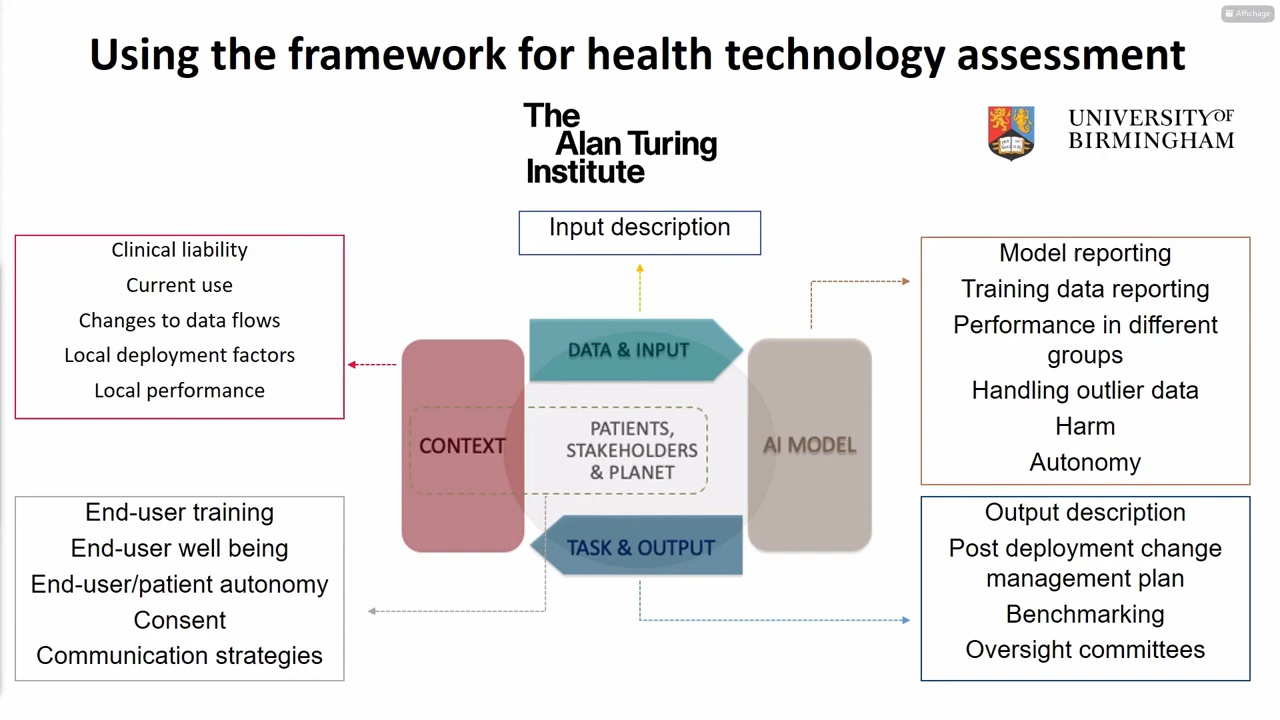 Affichage
Using the framework for health technology assessment
The
Alan Turing
Institute
UNIVERSITY OF
BIRMINGHAM
Input description
Clinical liability
Current use
Changes to data flows
Local deployment factors
Local performance
Model reporting
Training data reporting
Performance in different
groups
Handling outlier data
Harm
Autonomy
DATA & INPUT
CONTEXT
PATIENTS,
STAKEHOLDERS
& PLANET
AI MODEL
TASK & OUTPUT
End-user training
End-user well being
End-user/patient autonomy
Consent
Communication strategies
Output description
Post deployment change
management plan
Benchmarking
Oversight committees